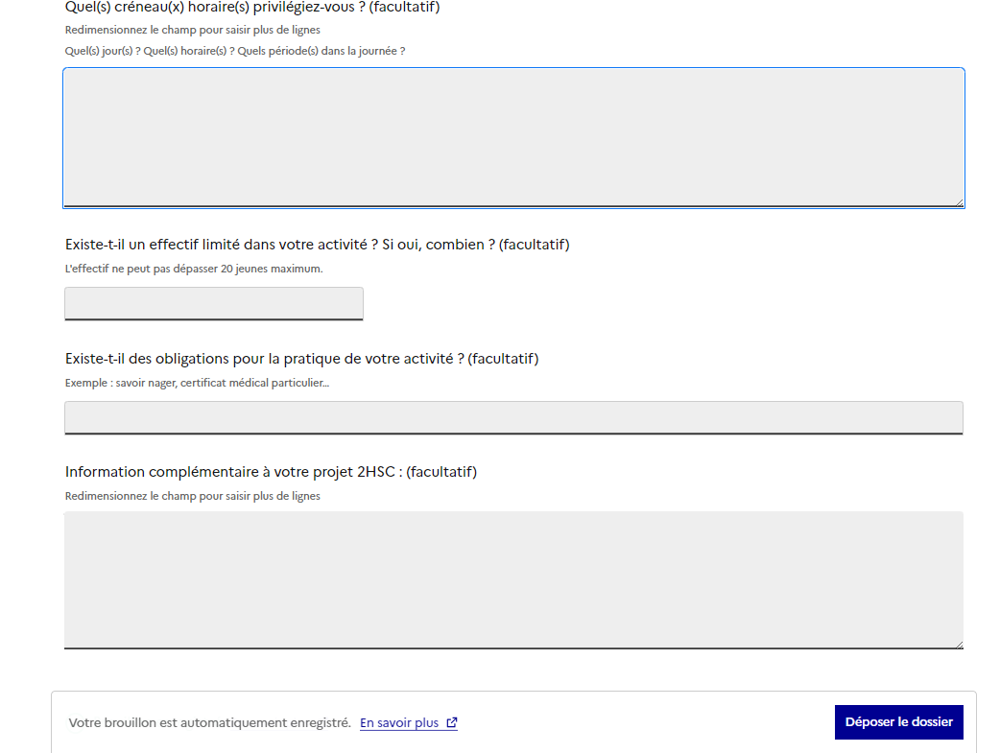 Quel(s) créneau(x) horaire(s) privilégiez-vous ? (facultatif)
Redimensionnez le champ pour saisir plus de lignes
Quel(s) jour(s) ? Quel(s) horaire(s) ? Quels période(s) dans la journée ?
Existe-t-il un effectif limité dans votre activité ? Si oui, combien ? (facultatif)
L'effectif ne peut pas dépasser 20 jeunes maximum.
Existe-t-il des obligations pour la pratique de votre activité ? (facultatif)
Exemple : savoir nager, certificat médical particulier...
Information complémentaire à votre projet 2HSC : (facultatif)
Redimensionnez le champ pour saisir plus de lignes
Votre brouillon est automatiquement enregistré. En savoir plus
Déposer le dossier